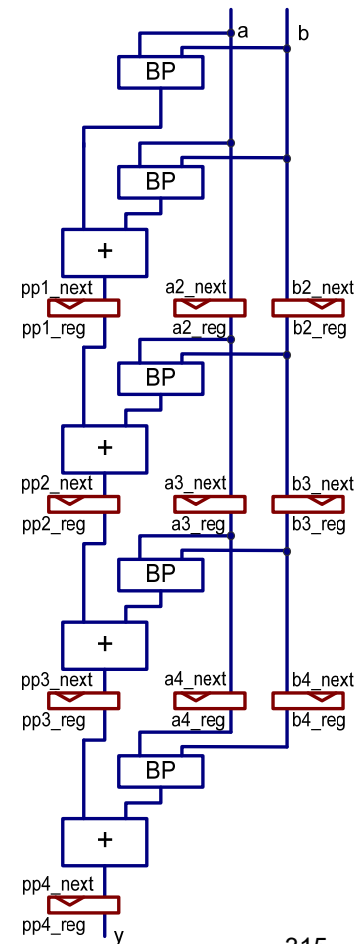 a b
BP
BP
+
pp1_next a2_next b2_next
pp1_reg a2_reg b2_reg
BP
+
pp2_next a3_next b3_next
pp2_reg a3_reg b3_reg
BP
+
pp3_next a4_next b4_next
pp3_reg a4_reg b4_reg
BP
+
pp4_next
pp4_reg
y